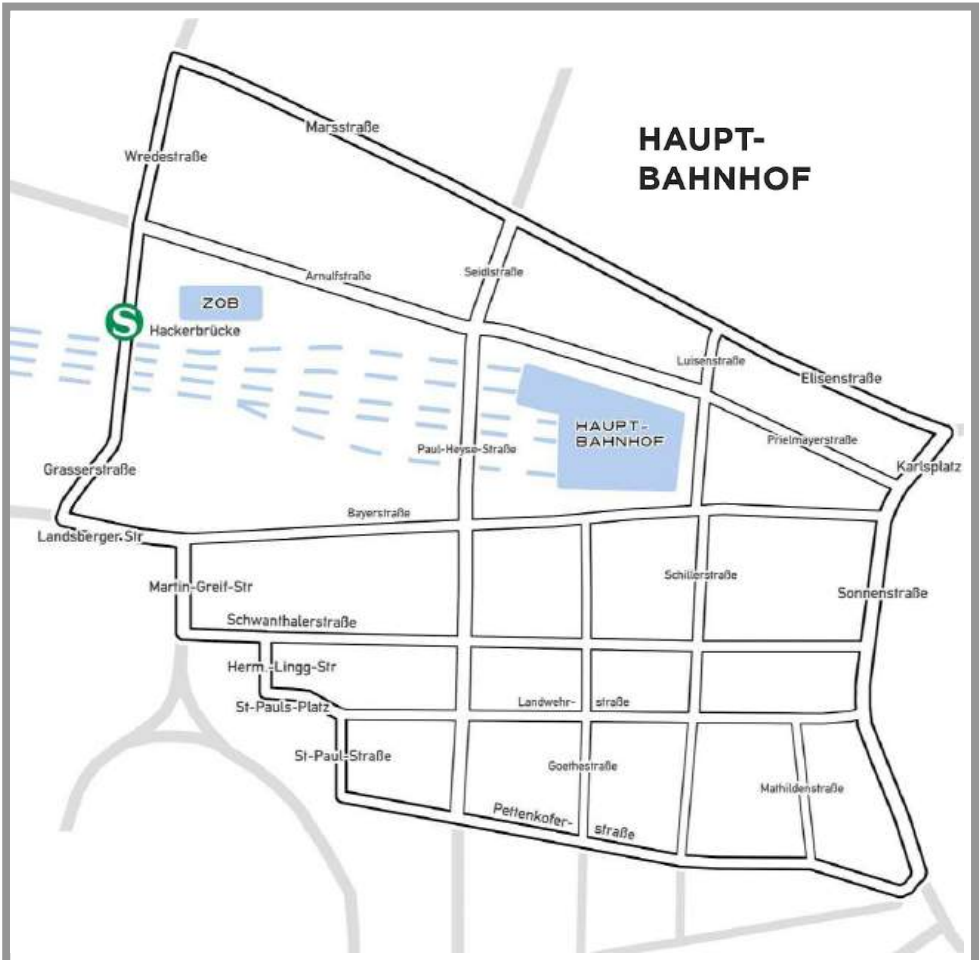 HAUPT-
BAHNHOF
Marsstraße
Wredestraße
Seidlstraße
Arnulfstraße
ZOB
S
Hackerbrücke
Luisenstraße
Elisenstraße
HAUPT-
BAHNHOF
Prielmayerstraße
Paul-Heyse-Straße
Karlsplatz
Grasserstraße
Bayerstraße
Landsberger Str
Schillerstraße
Martin-Greif-Str
Sonnenstraße
Schwanthalerstraße
Herm.-Lingg-Str
Landwehr- straße
St-Pauls-Platz
St-Paul-Straße
Goethestraße
Mathildenstraße
Pettenkofer- straße